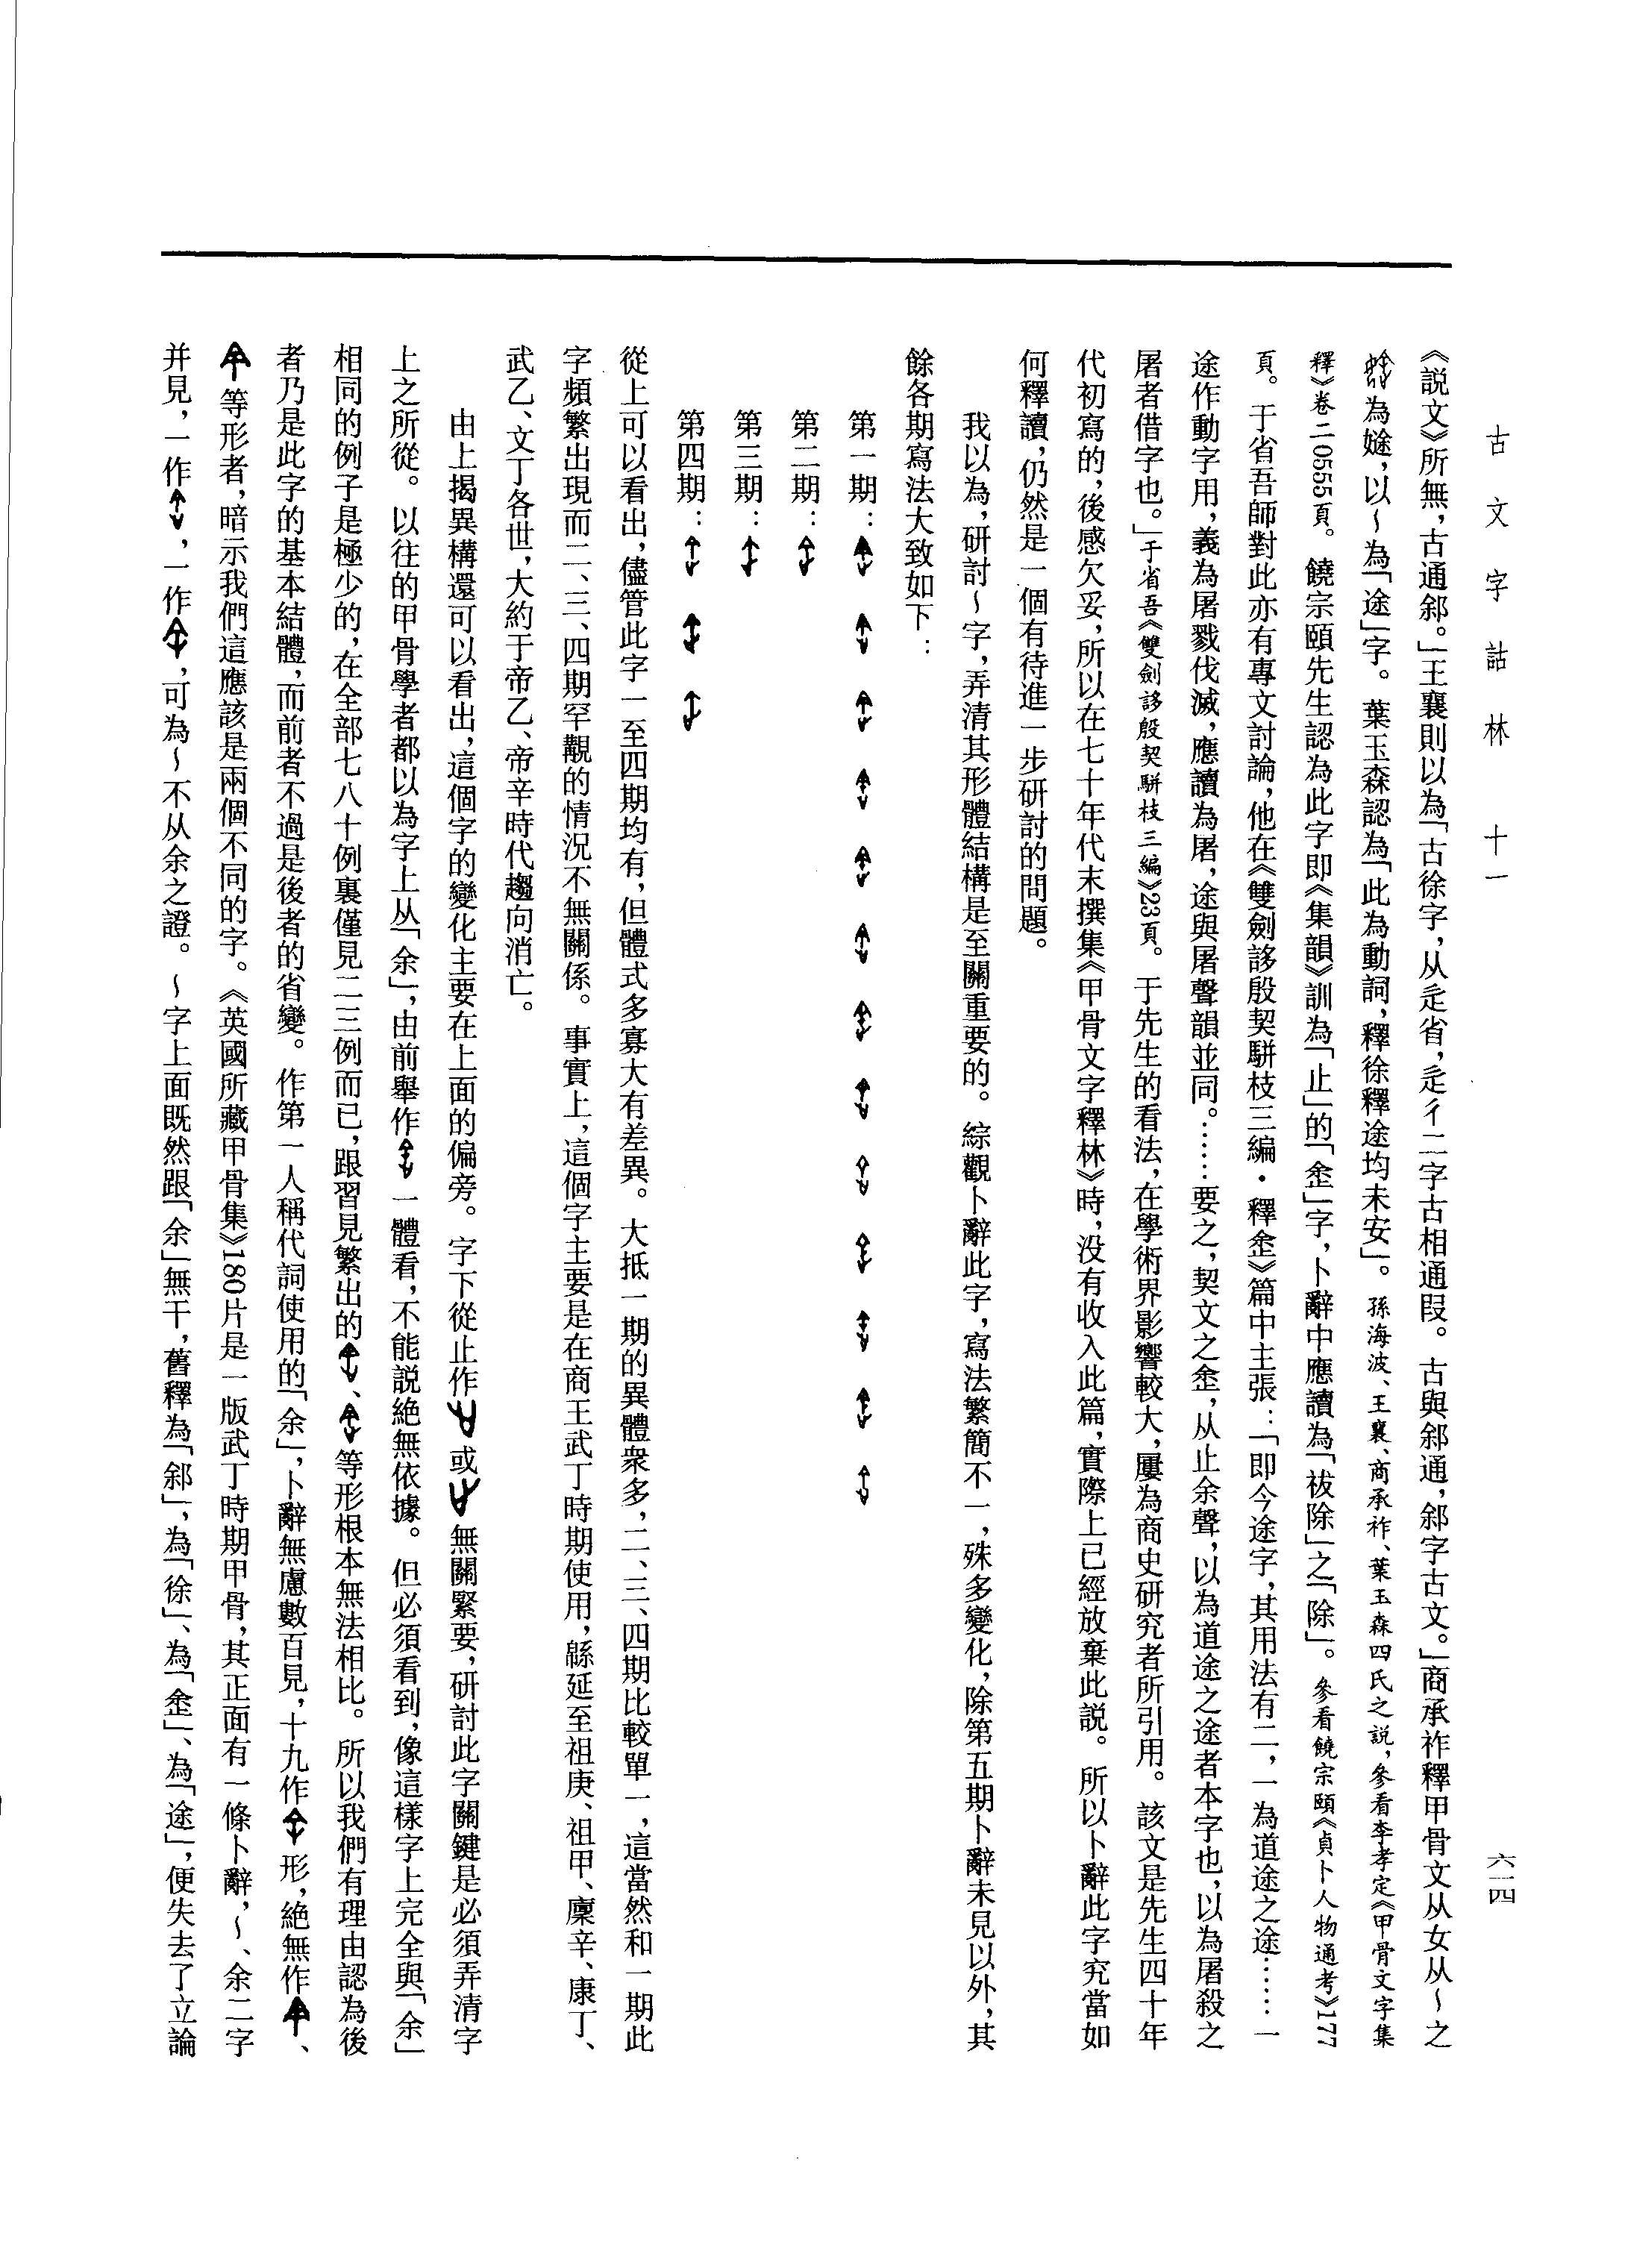 古文字詁林 十一
六一四
《説文》所無，古通䣄。」王襄則以為「古徐字，从辵省，辵彳二字古相通叚。古與䣄通，䣄字古文。」商承祚釋甲骨文从女从～之
為嵞，以～為「途」字。葉玉森認為「此為動詞，釋徐釋途均未安」。孫海波、王襄、商承祚、葉玉森四氏之説，參看李孝定《甲骨文字集
釋》卷二0555頁。饒宗頤先生認為此字即《集韻》訓為「止」的「𡍮」字，卜辭中應讀為「祓除」之「除」。參看饒宗頤《貞卜人物通考》177
頁。于省吾師對此亦有專文討論，他在《雙劍誃殷契駢枝三編·釋𡍮》篇中主張：「即今途字，其用法有二，一為道途之途……一
途作動字用，義為屠戮伐滅，應讀為屠，途與屠聲韻並同。……要之，契文之𡍮，从止余聲，以為道途之途者本字也，以為屠殺之
屠者借字也。」于省吾《雙劍誃殷契駢枝三編》23頁。于先生的看法，在學術界影響較大，屢為商史研究者所引用。該文是先生四十年
代初寫的，後感欠妥，所以在七十年代末撰集《甲骨文字釋林》時，没有收入此篇，實際上已經放棄此説。所以卜辭此字究當如
何釋讀，仍然是一個有待進一步研討的問題。
我以為，研討～字，弄清其形體結構是至關重要的。綜觀卜辭此字，寫法繁簡不一，殊多變化，除第五期卜辭未見以外，其
餘各期寫法大致如下：
第一期：
第二期：
第三期：
第四期：
從上可以看出，儘管此字一至四期均有，但體式多寡大有差異。大抵一期的異體衆多，二、三、四期比較單一，這當然和一期此
字頻繁出現而二、三、四期罕覯的情況不無關係。事實上，這個字主要是在商王武丁時期使用，緜延至祖庚、祖甲、廩辛、康丁、
武乙、文丁各世，大約于帝乙、帝辛時代趨向消亡。
由上揭異構還可以看出，這個字的變化主要在上面的偏旁。字下從止作或無關緊要，研討此字關鍵是必須弄清字
上之所從。以往的甲骨學者都以為字上从「余」，由前舉作一體看，不能説絶無依據。但必須看到，像這樣字上完全與「余」
相同的例子是極少的，在全部七八十例裏僅見二三例而已，跟習見繁出的、等形根本無法相比。所以我們有理由認為後
者乃是此字的基本結體，而前者不過是後者的省變。作第一人稱代詞使用的「余」，卜辭無慮數百見，十九作形，絶無作、
等形者，暗示我們這應該是兩個不同的字。《英國所藏甲骨集》180片是一版武丁時期甲骨，其正面有一條卜辭，～、余二字
并見，一作，一作，可為～不从余之證。～字上面既然跟「余」無干，舊釋為「䣄」，為「徐」、為「𡍮」、為「途」，便失去了立論